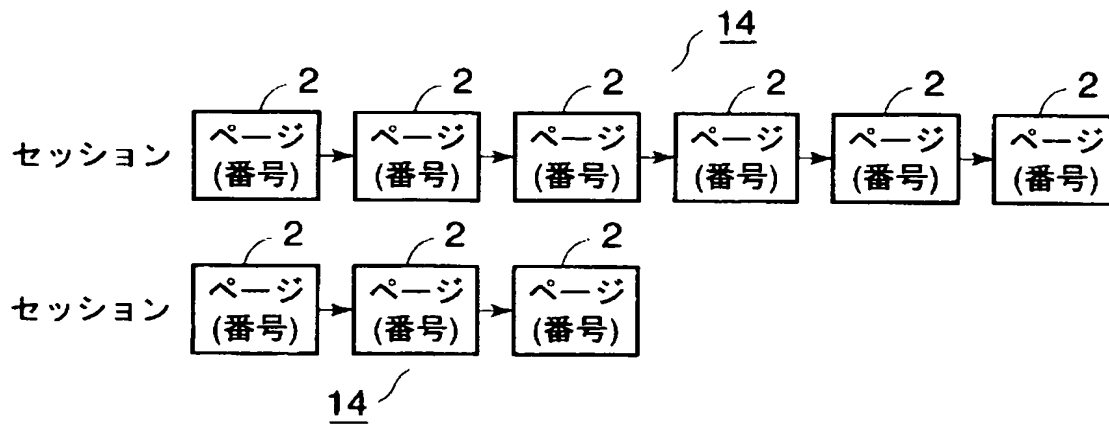 14
2 2 2 2 2 2
セッション ページ ページ ページ ページ ページ ページ
(番号) (番号) (番号) (番号) (番号) (番号)
2 2 2
セッション ページ ページ ページ
(番号) (番号) (番号)
14